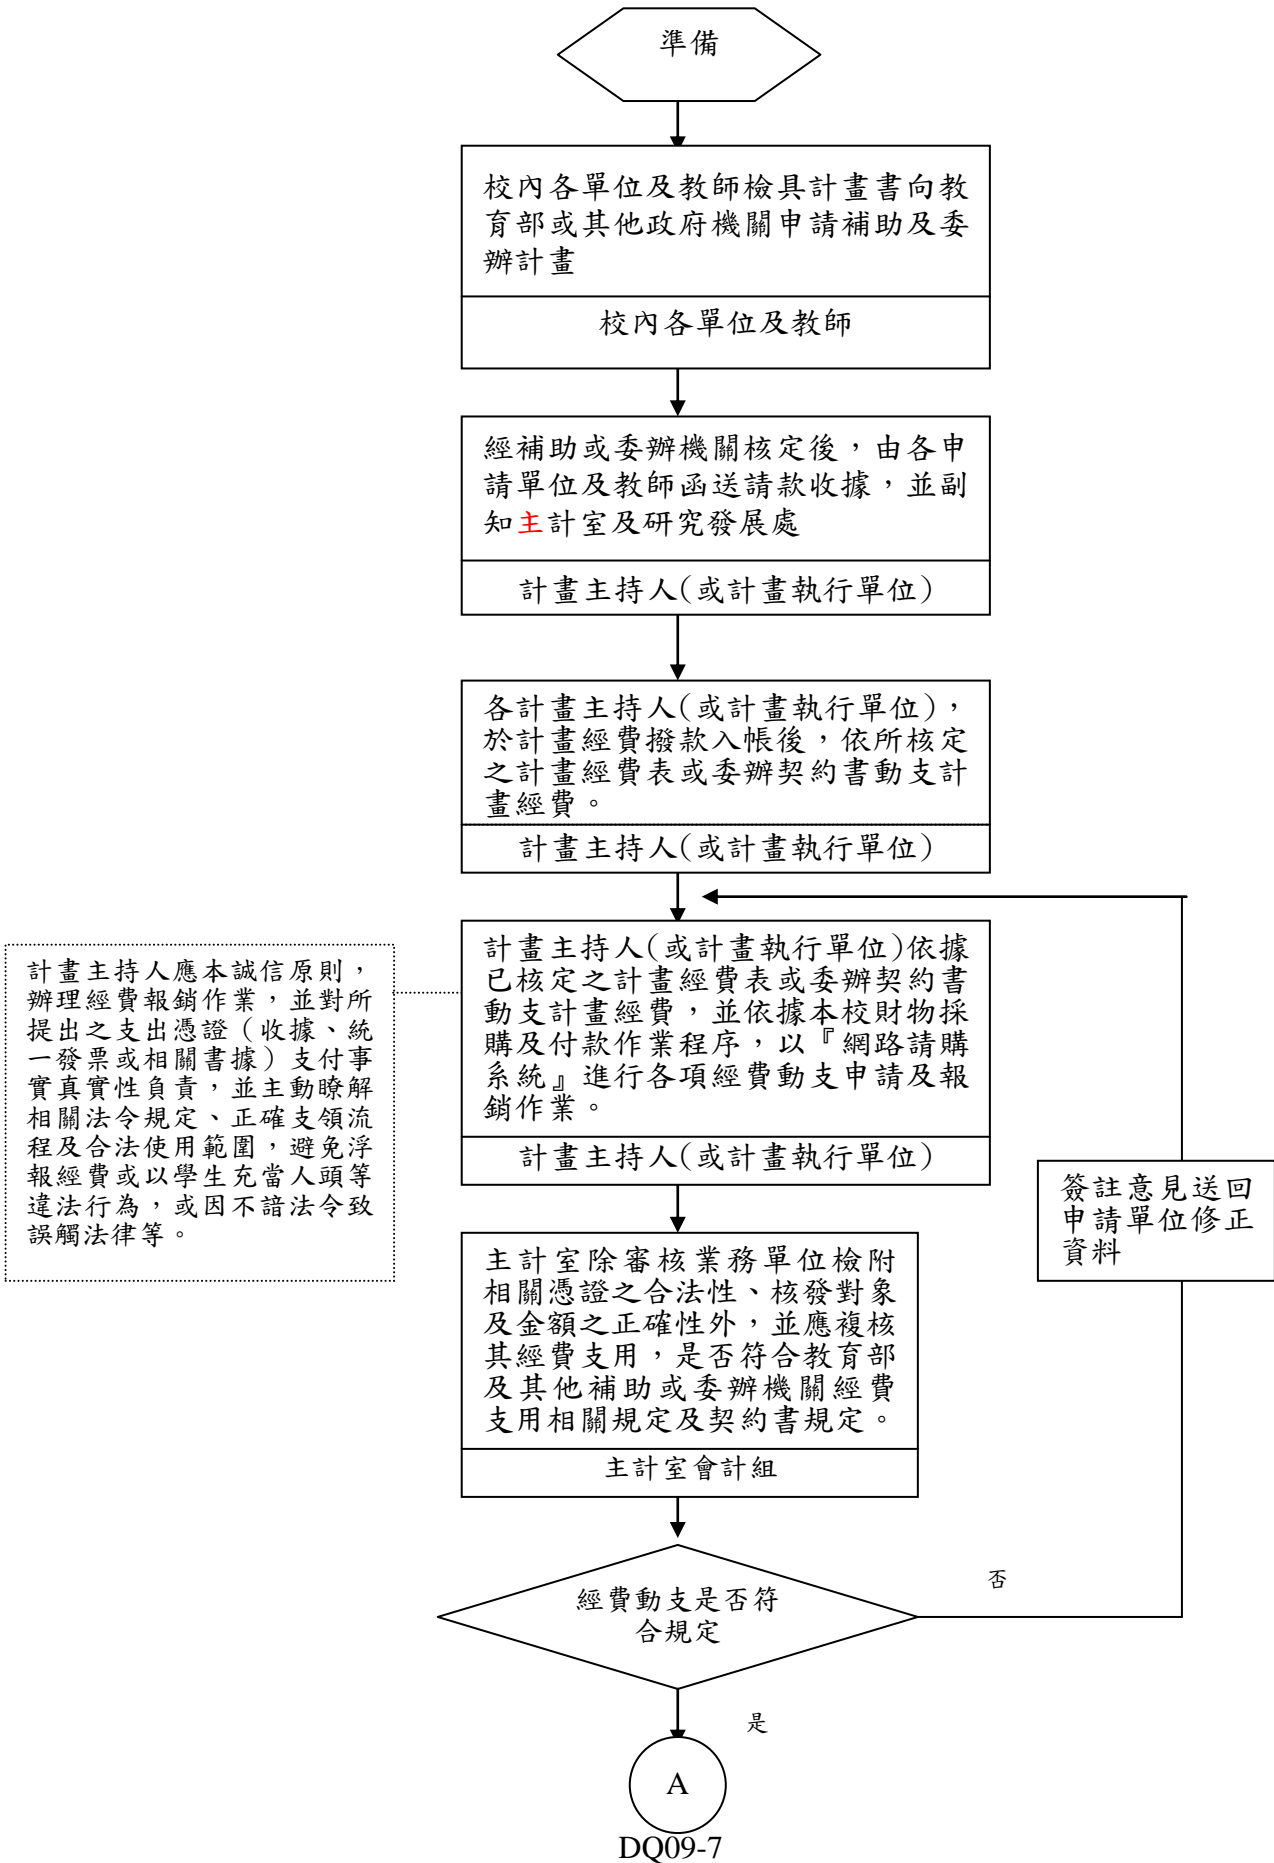 準備
校內各單位及教師檢具計畫書向教
育部或其他政府機關申請補助及委
辦計畫
校內各單位及教師
經補助或委辦機關核定後，由各申
請單位及教師函送請款收據，並副
知主計室及研究發展處
計畫主持人(或計畫執行單位)
各計畫主持人(或計畫執行單位)，
於計畫經費撥款入帳後，依所核定
之計畫經費表或委辦契約書動支計
畫經費。
計畫主持人(或計畫執行單位)
計畫主持人(或計畫執行單位)依據
已核定之計畫經費表或委辦契約書
動支計畫經費，並依據本校財物採
購及付款作業程序，以『網路請購
系統』進行各項經費動支申請及報
銷作業。
計畫主持人(或計畫執行單位)
計畫主持人應本誠信原則，
辦理經費報銷作業，並對所
提出之支出憑證（收據、統
一發票或相關書據）支付事
實真實性負責，並主動瞭解
相關法令規定、正確支領流
程及合法使用範圍，避免浮
報經費或以學生充當人頭等
違法行為，或因不諳法令致
誤觸法律等。
簽註意見送回
申請單位修正
資料
主計室除審核業務單位檢附
相關憑證之合法性、核發對象
及金額之正確性外，並應複核
其經費支用，是否符合教育部
及其他補助或委辦機關經費
支用相關規定及契約書規定。
主計室會計組
經費動支是否符
合規定
否
是
A
DQ09-7